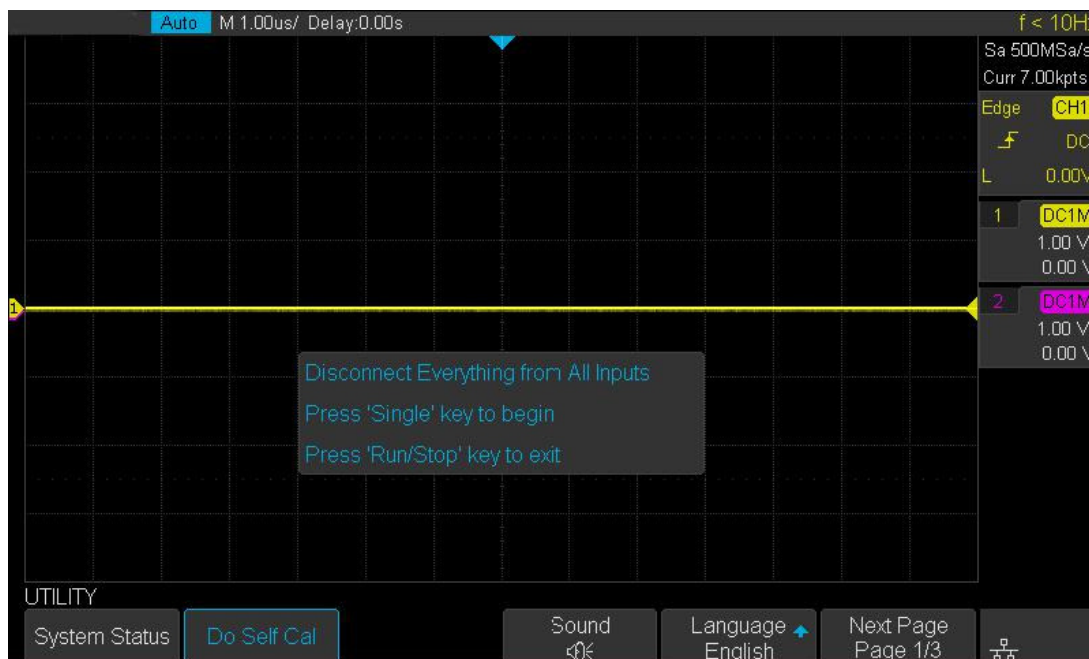 Auto M 1.00us/ Delay:0.00s
f < 10Hz
Sa 500MSa/s
Curr 7.00kpts
Edge CH1
DC
L 0.00V
1 DC1M
1.00 V
0.00 V
2 DC1M
1.00 V
0.00 V
1
Disconnect Everything from All Inputs
Press 'Single' key to begin
Press 'Run/Stop' key to exit
UTILITY
System Status
Do Self Cal
Sound
Language
English
Next Page
Page 1/3